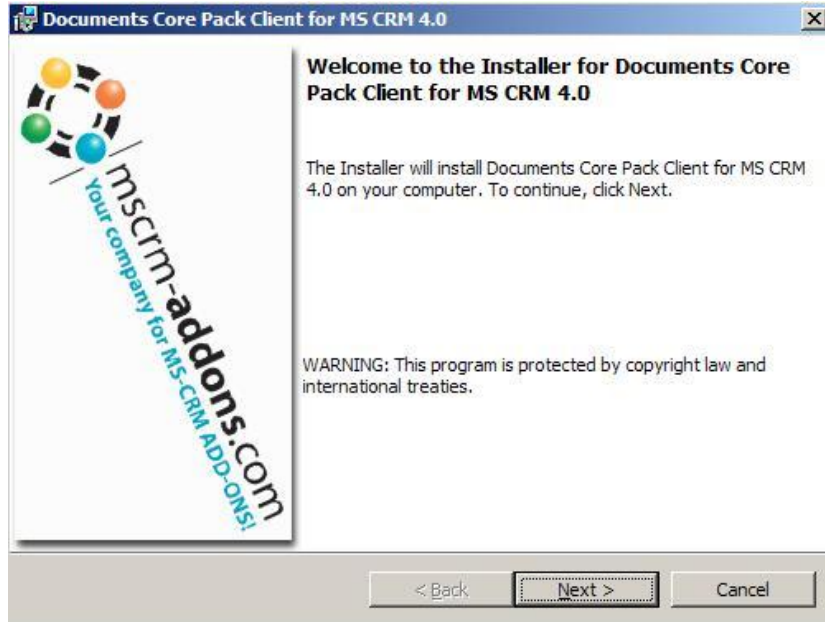 Documents Core Pack Client for MS CRM 4.0
Welcome to the Installer for Documents Core
Pack Client for MS CRM 4.0
The Installer will install Documents Core Pack Client for MS CRM
4.0 on your computer. To continue, click Next.
mscrm-addons.com
Your company for MS-CRM ADD-ONS!
WARNING: This program is protected by copyright law and
international treaties.
< Back
Next >
Cancel